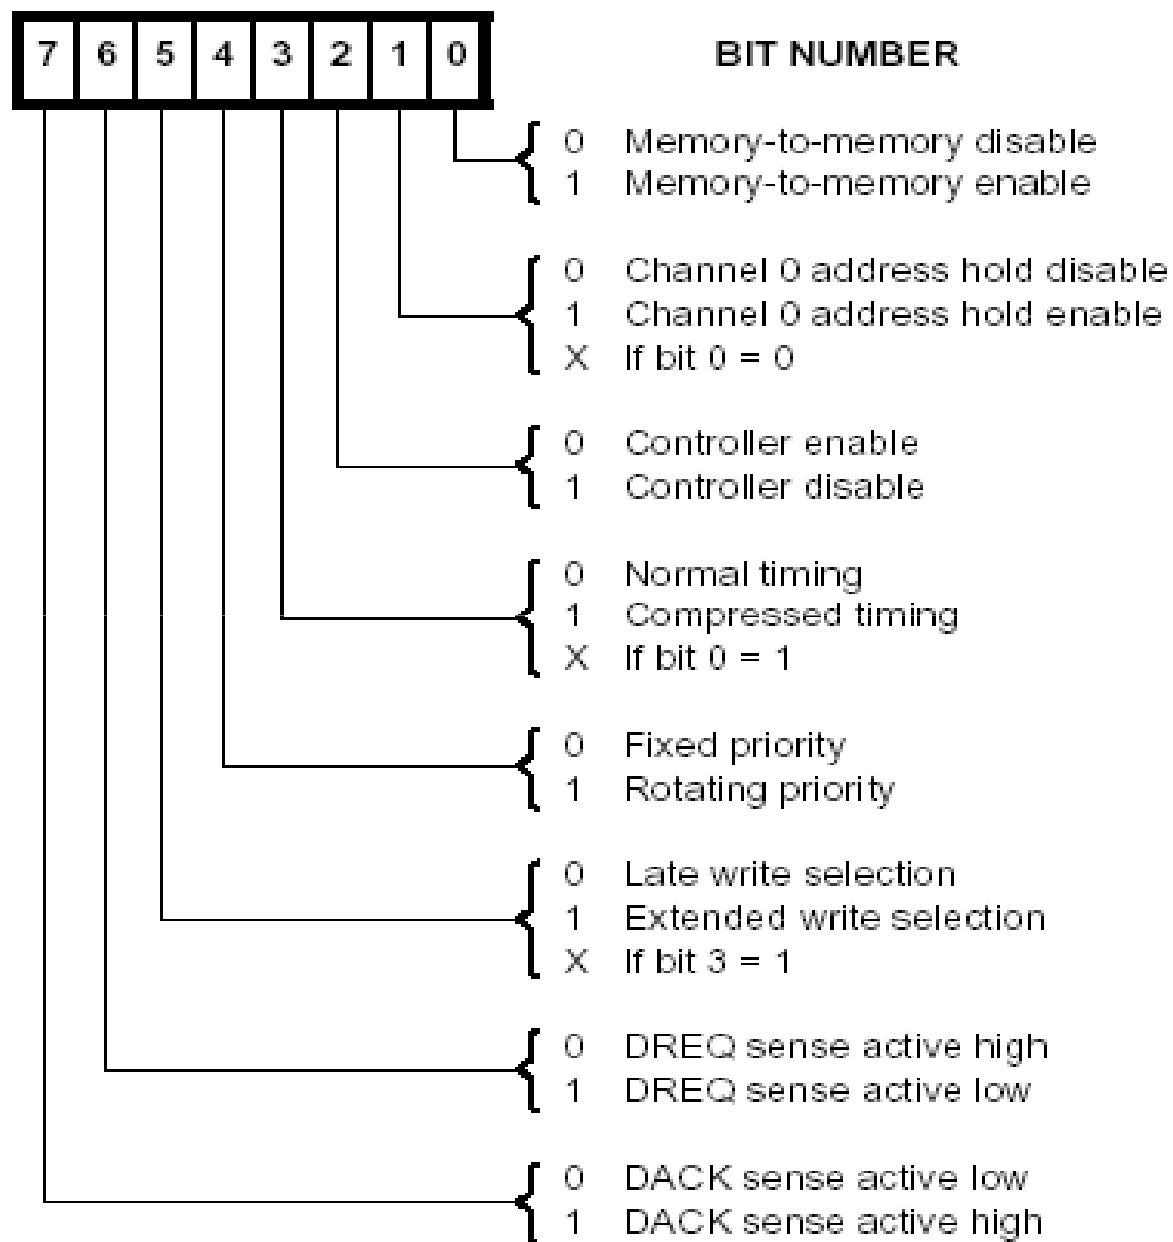 7 6 5 4 3 2 1 0 BIT NUMBER
0 Memory-to-memory disable
1 Memory-to-memory enable
0 Channel 0 address hold disable
1 Channel 0 address hold enable
X If bit 0 = 0
0 Controller enable
1 Controller disable
0 Normal timing
1 Compressed timing
X If bit 0 = 1
0 Fixed priority
1 Rotating priority
0 Late write selection
1 Extended write selection
X If bit 3 = 1
0 DREQ sense active high
1 DREQ sense active low
0 DACK sense active low
1 DACK sense active high